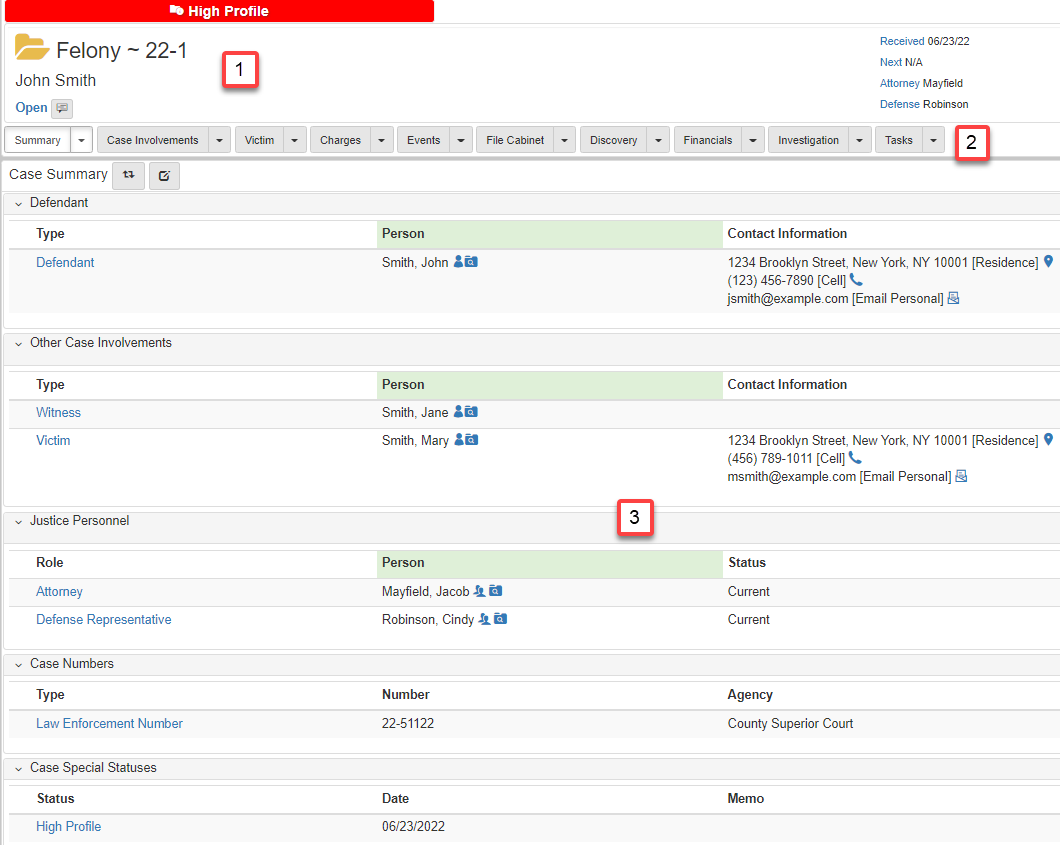 High Profile
Felony ~ 22-1
1
John Smith
Open
Received 06/23/22
Next N/A
Attorney Mayfield
Defense Robinson
Summary Case Involvements Victim Charges Events File Cabinet Discovery Financials Investigation Tasks 2
Case Summary
Defendant
Type Person Contact Information
Defendant Smith, John 1234 Brooklyn Street, New York, NY 10001 [Residence]
(123) 456-7890 [Cell]
jsmith@example.com [Email Personal]
Other Case Involvements
Type Person Contact Information
Witness Smith, Jane
Victim Smith, Mary 1234 Brooklyn Street, New York, NY 10001 [Residence]
(456) 789-1011 [Cell]
msmith@example.com [Email Personal]
Justice Personnel 3
Role Person Status
Attorney Mayfield, Jacob Current
Defense Representative Robinson, Cindy Current
Case Numbers
Type Number Agency
Law Enforcement Number 22-51122 County Superior Court
Case Special Statuses
Status Date Memo
High Profile 06/23/2022